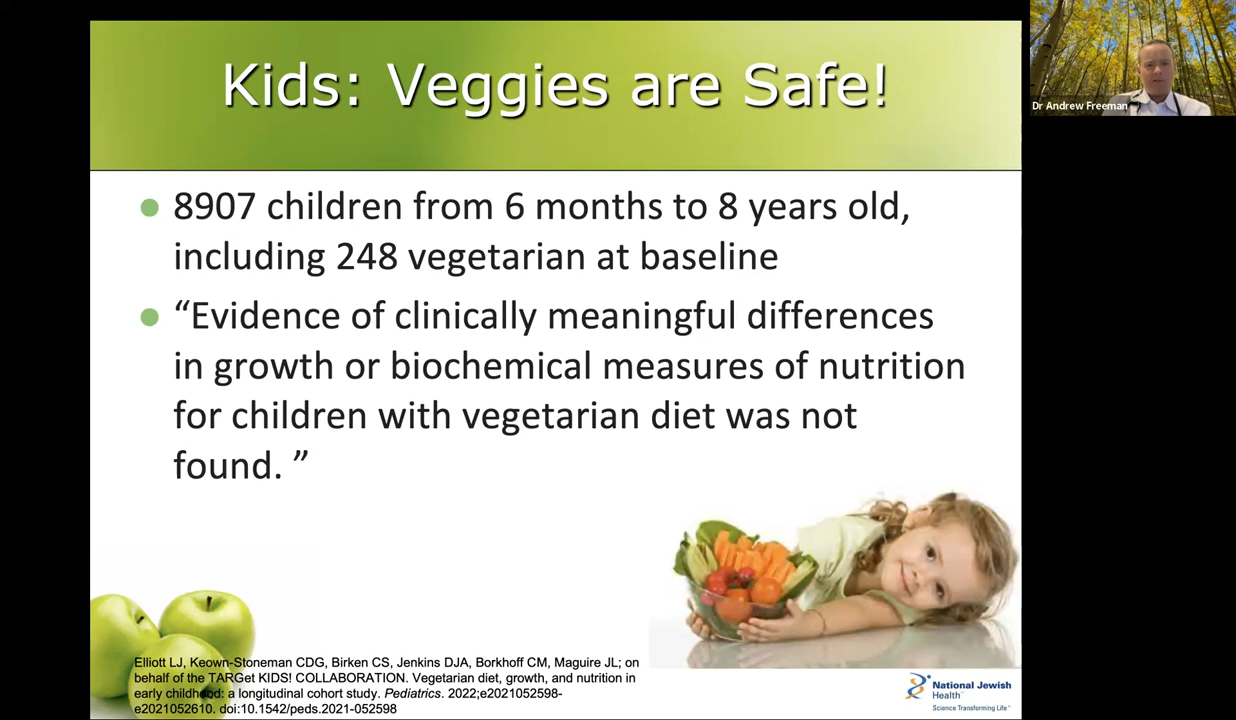 Kids: Veggies are Safe!
Dr Andrew Freeman
8907 children from 6 months to 8 years old,
including 248 vegetarian at baseline
“Evidence of clinically meaningful differences
in growth or biochemical measures of nutrition
for children with vegetarian diet was not
found. ”
Elliott LJ, Keown-Stoneman CDG, Birken CS, Jenkins DJA, Borkhoff CM, Maguire JL; on
behalf of the TARGet KIDS! COLLABORATION. Vegetarian diet, growth, and nutrition in
early childhood: a longitudinal cohort study. Pediatrics. 2022;e2021052598-
e2021052610. doi:10.1542/peds.2021-052598
National Jewish
Health
Science Transforming Life